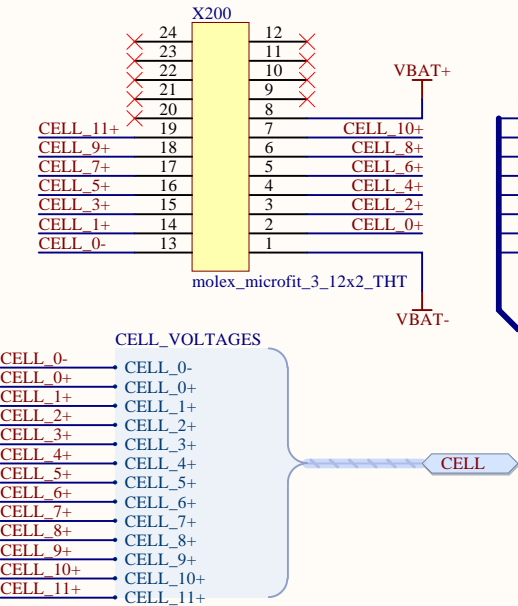 X200
24 12
23 11
22 10
21 9
20 8
VBAT+
CELL_11+ 19 7 CELL_10+
CELL_9+ 18 6 CELL_8+
CELL_7+ 17 5 CELL_6+
CELL_5+ 16 4 CELL_4+
CELL_3+ 15 3 CELL_2+
CELL_1+ 14 2 CELL_0+
CELL_0- 13 1
molex_microfit_3_12x2_THT
VBAT-
CELL_VOLTAGES
CELL_0- CELL_0-
CELL_0+ CELL_0+
CELL_1+ CELL_1+
CELL_2+ CELL_2+
CELL_3+ CELL_3+
CELL_4+ CELL_4+
CELL_5+ CELL_5+
CELL_6+ CELL_6+
CELL_7+ CELL_7+
CELL_8+ CELL_8+
CELL_9+ CELL_9+
CELL_10+ CELL_10+
CELL_11+ CELL_11+
CELL